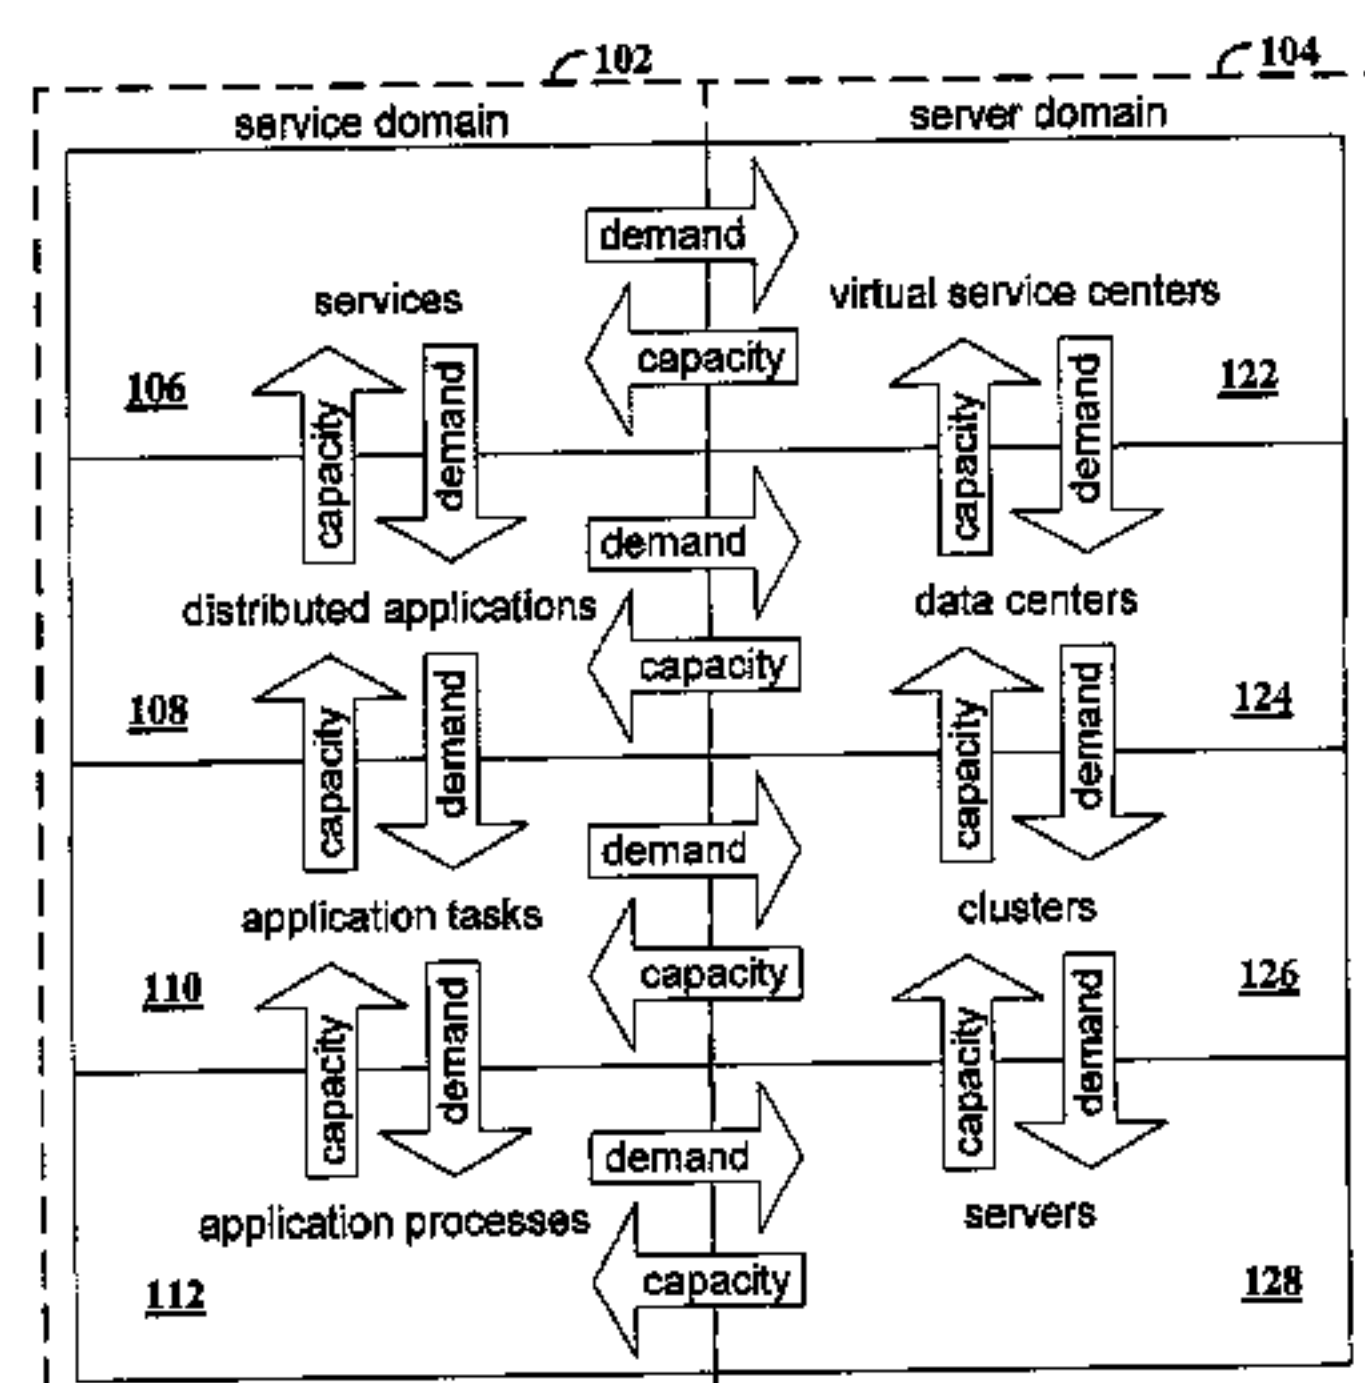 102
104
service domain
server domain
demand
services
virtual service centers
capacity
106
capacity
demand
capacity
demand
122
demand
distributed applications
data centers
capacity
108
capacity
demand
capacity
demand
124
demand
application tasks
clusters
capacity
110
capacity
demand
capacity
demand
126
demand
application processes
servers
capacity
112
128